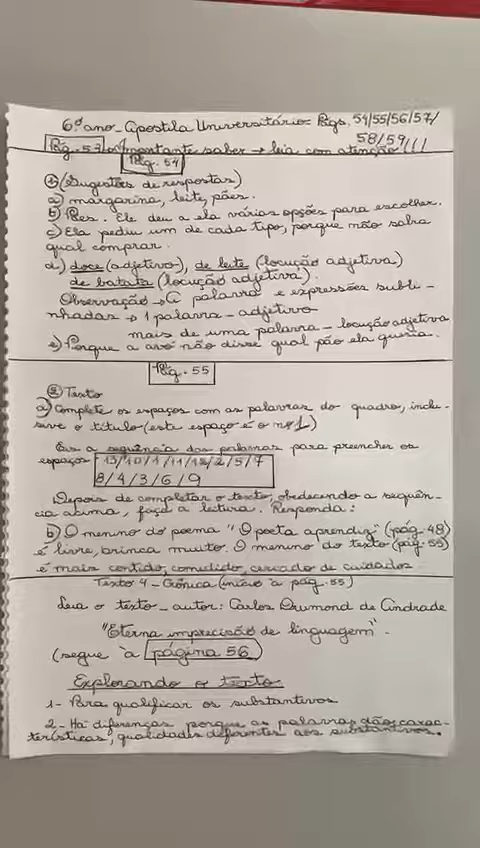 6º ano - Apostila Universitário - Págs. 54/55/56/57/
58/59///
Pág. 53 é importante saber → leia com atenção!!!
Pág. 54
① (Sugestões de respostas)
a) margarina, leite, pães.
b) Pães. Ele deu a ela várias opções para escolher.
c) Ela pediu um de cada tipo, porque não sabia
qual comprar.
d) doce (adjetivo), de leite (locução adjetiva)
de batata (locução adjetiva).
Observação → A palavra e expressões subli-
nhadas → 1 palavra - adjetivo
mais de uma palavra - locução adjetiva
e) Porque a avó não disse qual pão ela queria.
Pág. 55
② Texto
a) Complete os espaços com as palavras do quadro, inclu-
sive o título (este espaço é o nº 1)
Eis a sequência das palavras para preencher os
espaços 13/10/1/11/12/2/5/7
8/4/3/6/9
Depois de completar o texto, obedecendo a sequên-
cia acima, faça a leitura. Responda:
b) O menino do poema "O poeta aprendiz" (pág. 48)
é livre, brinca muito. O menino do texto (pág. 55)
é mais contido, comedido, cercado de cuidados.
Texto 4 - Crônica (início à pág. 55)
Leia o texto - autor: Carlos Drumond de Andrade
"Eterna imprecisão de linguagem".
(segue à página 56)
Explorando o texto
1- Para qualificar os substantivos
2- Há diferenças porque as palavras dão carac-
terísticas, qualidades diferentes aos substantivos.